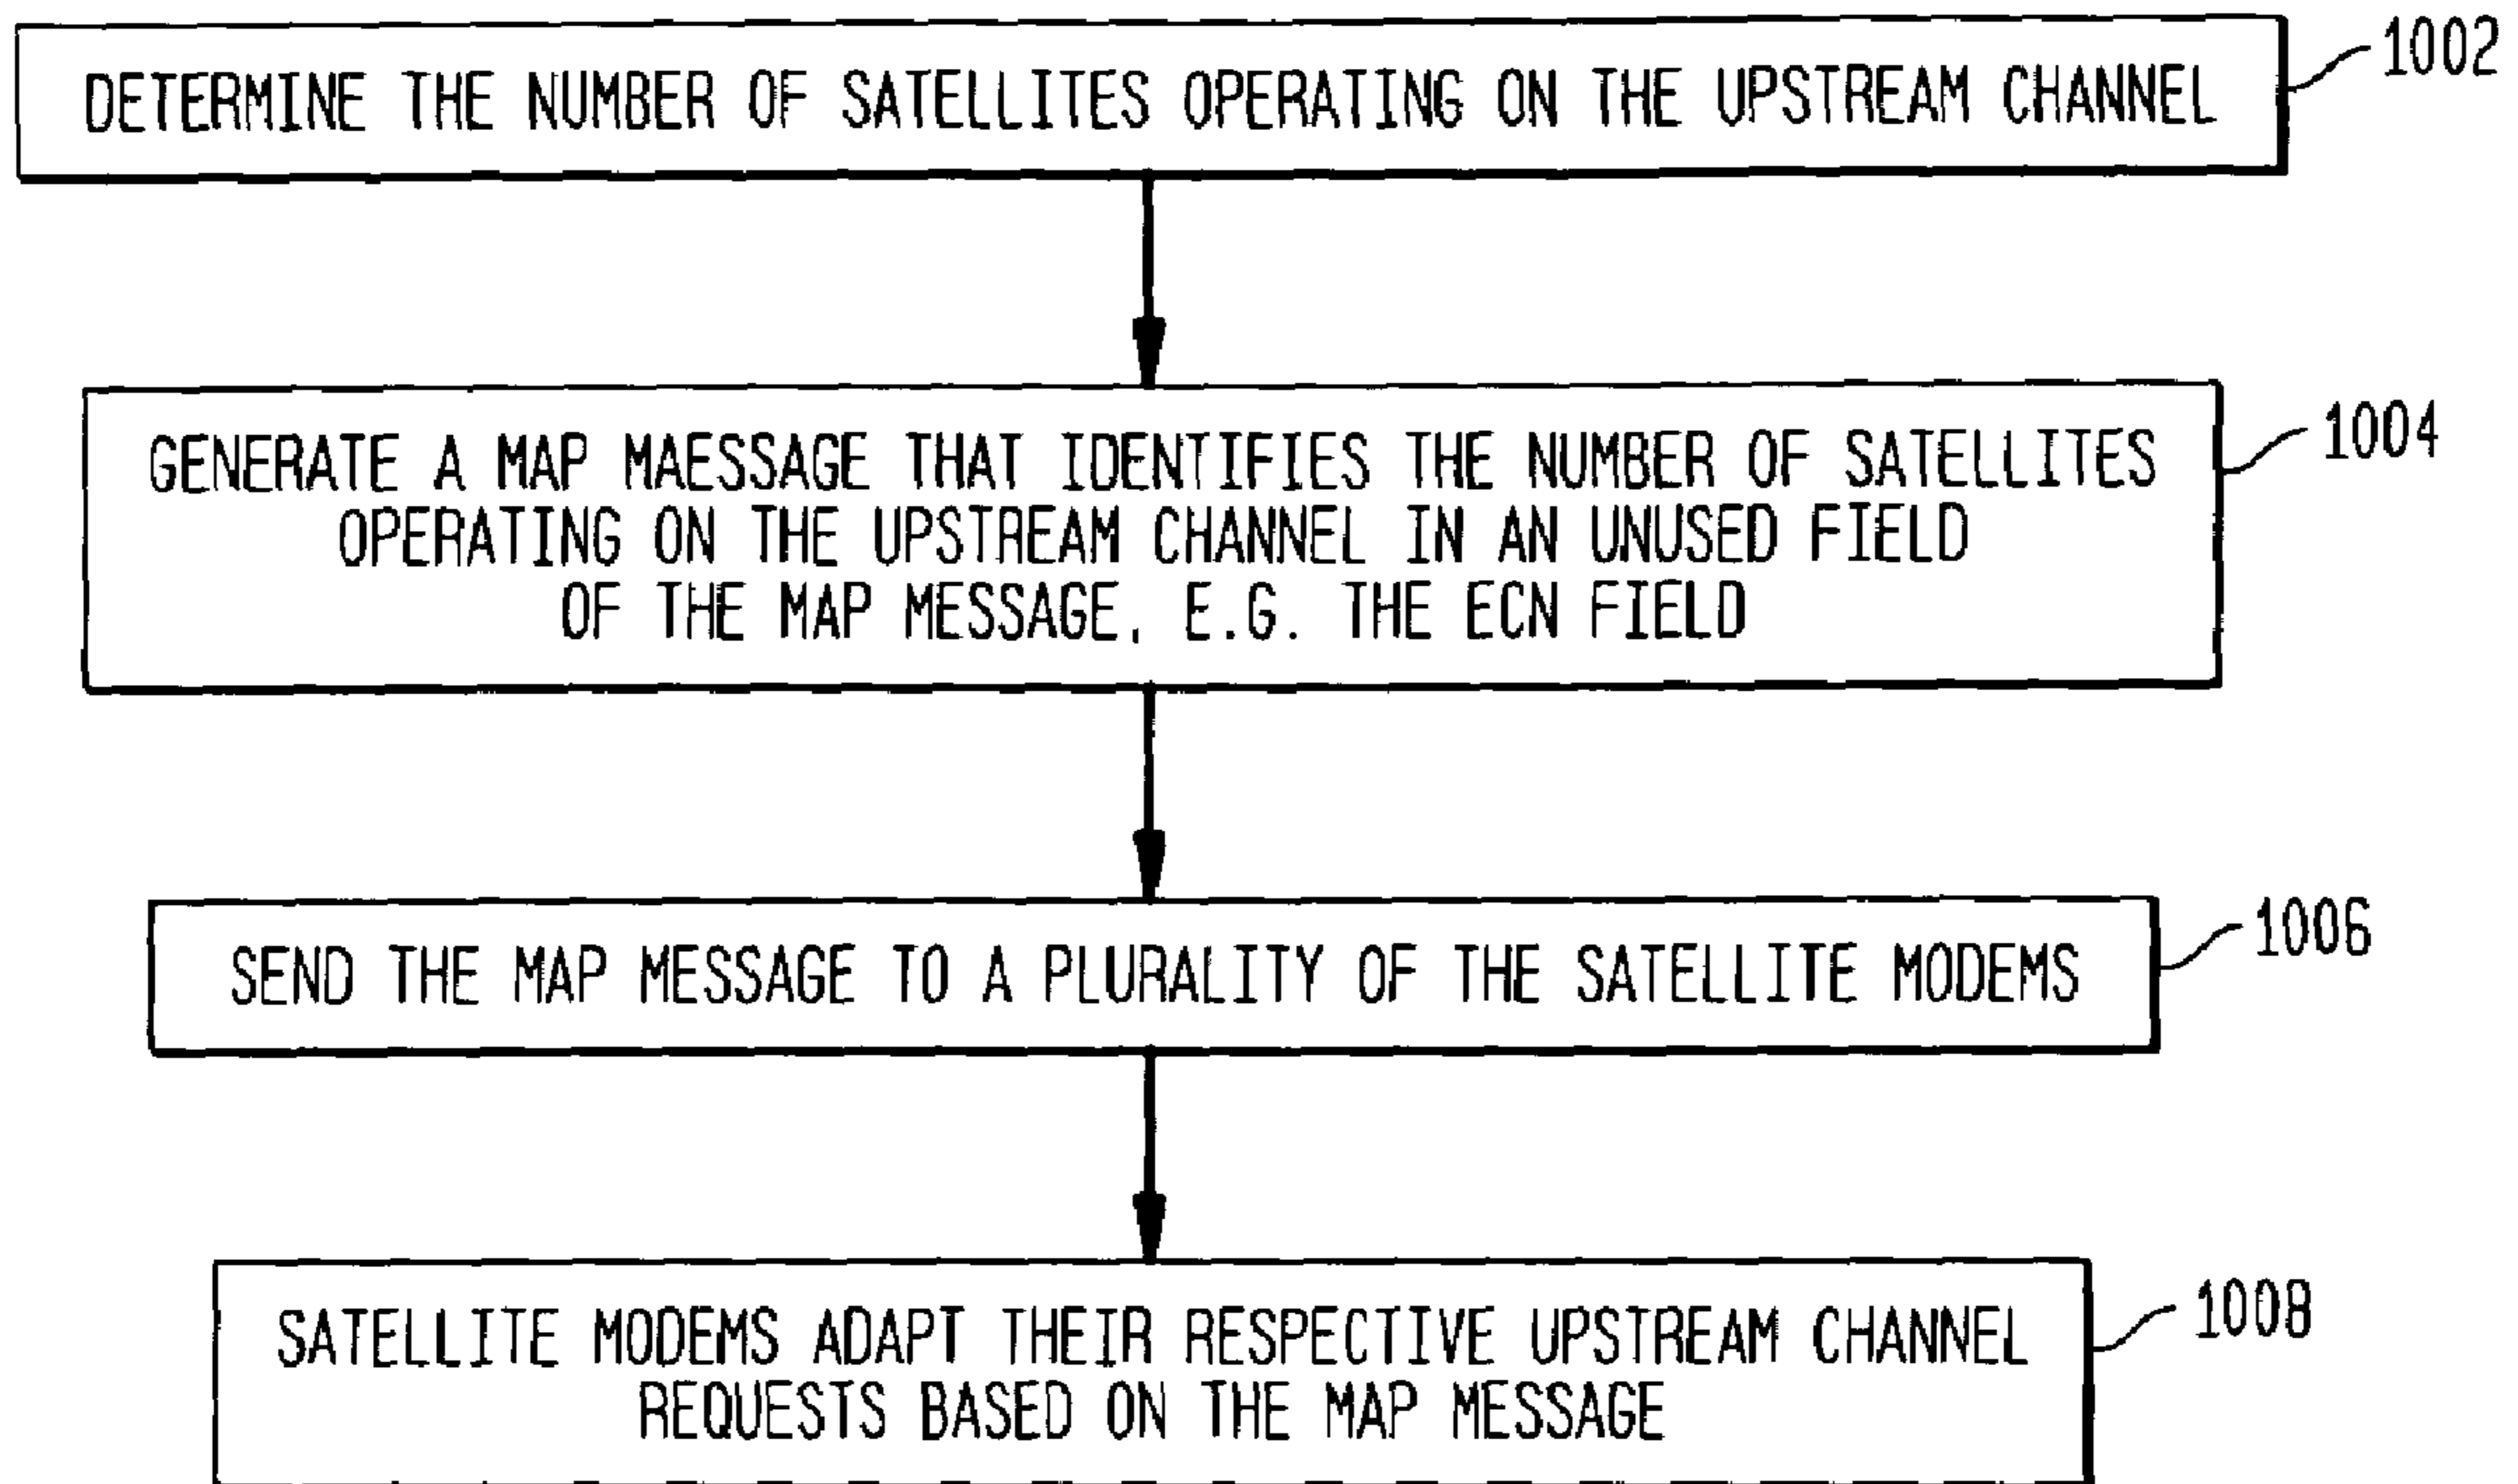 DETERMINE THE NUMBER OF SATELLITES OPERATING ON THE UPSTREAM CHANNEL
1002
GENERATE A MAP MAESSAGE THAT IDENTIFIES THE NUMBER OF SATELLITES
OPERATING ON THE UPSTREAM CHANNEL IN AN UNUSED FIELD
OF THE MAP MESSAGE, E.G. THE ECN FIELD
1004
SEND THE MAP MESSAGE TO A PLURALITY OF THE SATELLITE MODEMS
1006
SATELLITE MODEMS ADAPT THEIR RESPECTIVE UPSTREAM CHANNEL
REQUESTS BASED ON THE MAP MESSAGE
1008